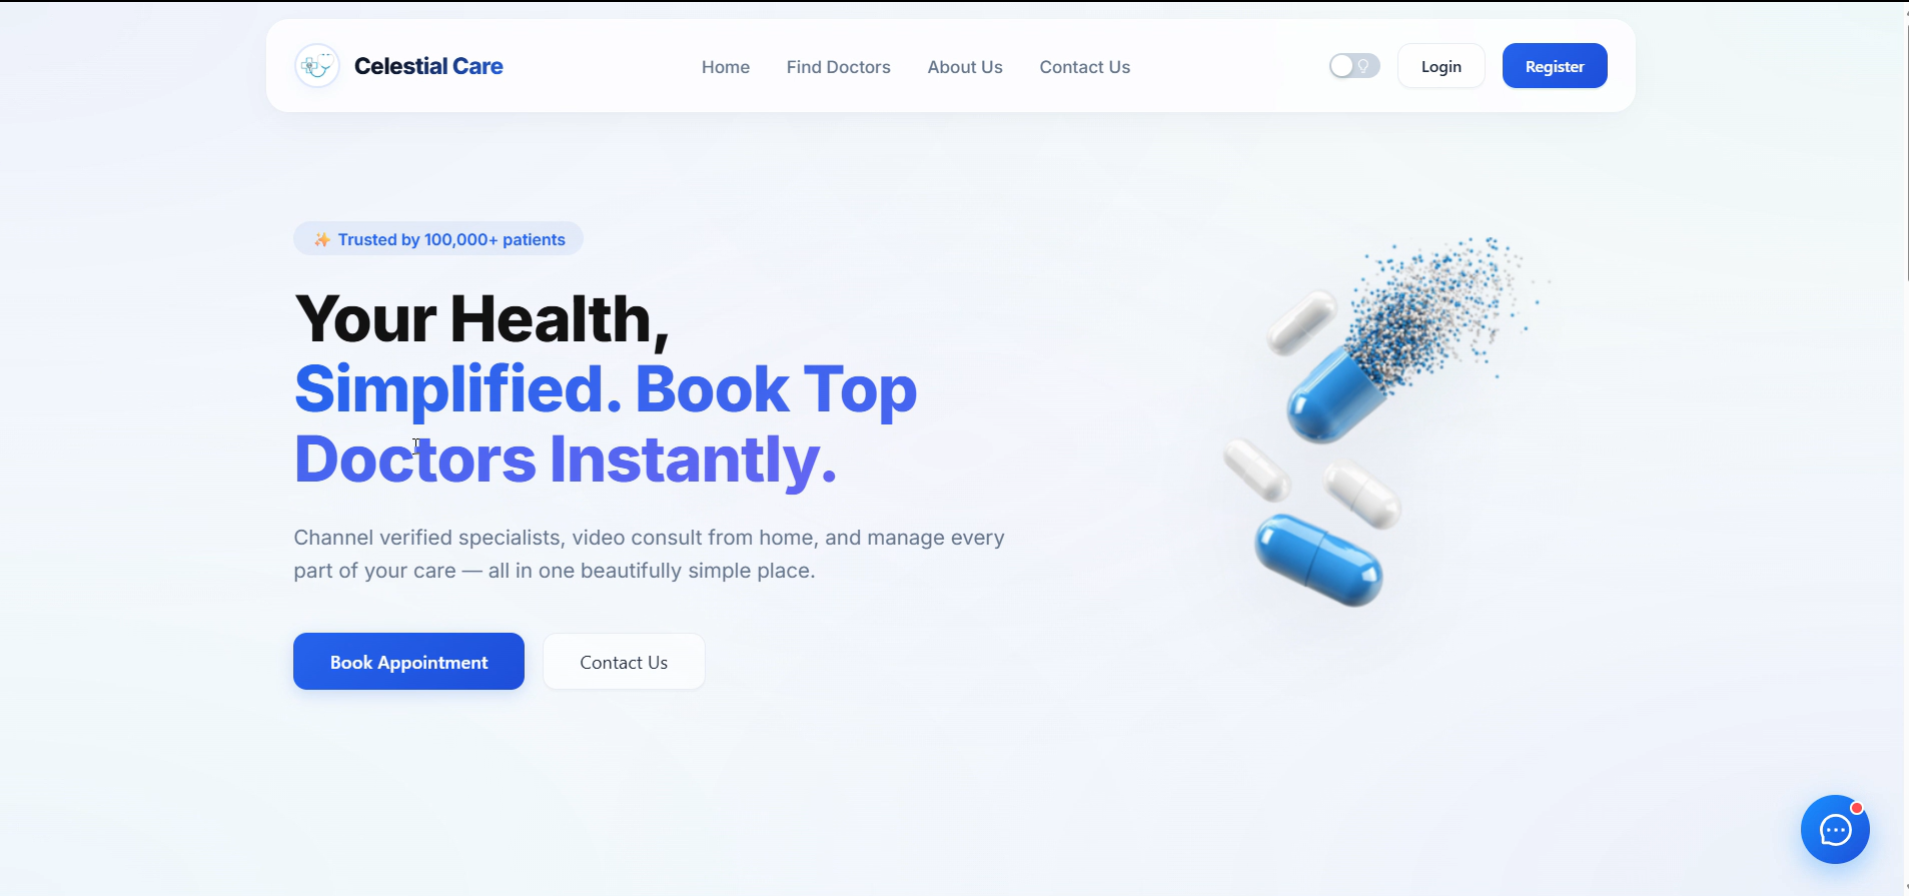 Celestial Care
Home
Find Doctors
About Us
Contact Us
Login
Register
✨ Trusted by 100,000+ patients
Your Health,
Simplified. Book Top
Doctors Instantly.
Channel verified specialists, video consult from home, and manage every
part of your care — all in one beautifully simple place.
Book Appointment
Contact Us